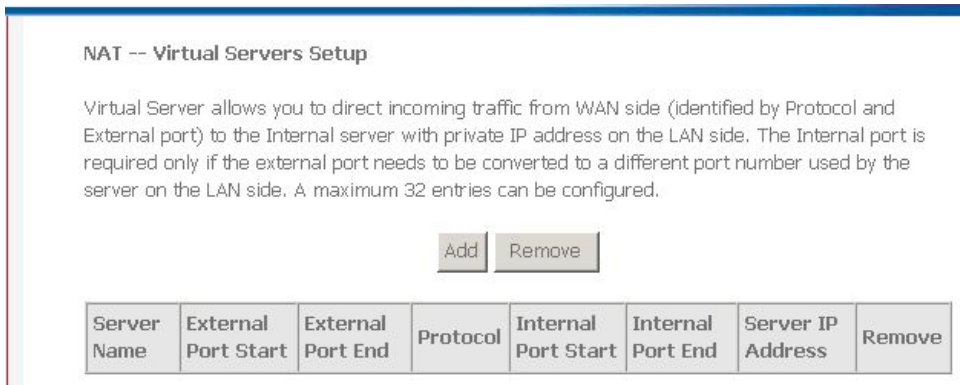 NAT -- Virtual Servers Setup
Virtual Server allows you to direct incoming traffic from WAN side (identified by Protocol and
External port) to the Internal server with private IP address on the LAN side. The Internal port is
required only if the external port needs to be converted to a different port number used by the
server on the LAN side. A maximum 32 entries can be configured.
Add Remove
Server Name External Port Start External Port End Protocol Internal Port Start Internal Port End Server IP Address Remove